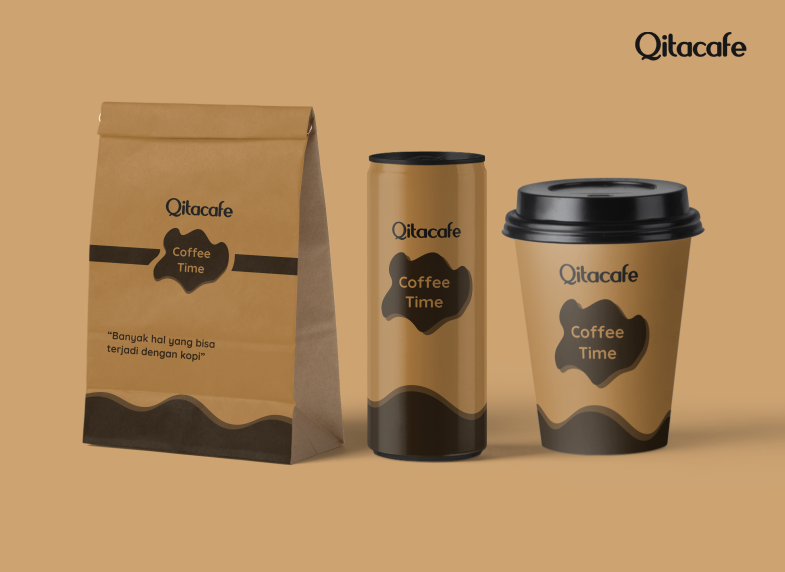 Qitacafe
Qitacafe
Coffee
Time
“Banyak hal yang bisa
terjadi dengan kopi”
Qitacafe
Coffee
Time
Qitacafe
Coffee
Time